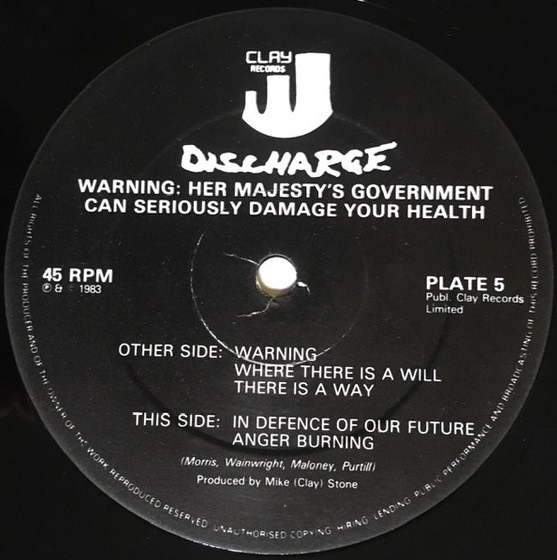 CLAY
RECORDS
DISCHARGE
WARNING: HER MAJESTY'S GOVERNMENT
CAN SERIOUSLY DAMAGE YOUR HEALTH
45 RPM
℗ & © 1983
PLATE 5
Publ. Clay Records
Limited
OTHER SIDE: WARNING
WHERE THERE IS A WILL
THERE IS A WAY
THIS SIDE: IN DEFENCE OF OUR FUTURE
ANGER BURNING
(Morris, Wainwright, Maloney, Purtill)
Produced by Mike (Clay) Stone
ALL RIGHTS OF THE PRODUCER AND OF THE OWNER OF THE WORK REPRODUCED RESERVED. UNAUTHORISED COPYING, HIRING, LENDING, PUBLIC PERFORMANCE AND BROADCASTING OF THIS RECORD PROHIBITED